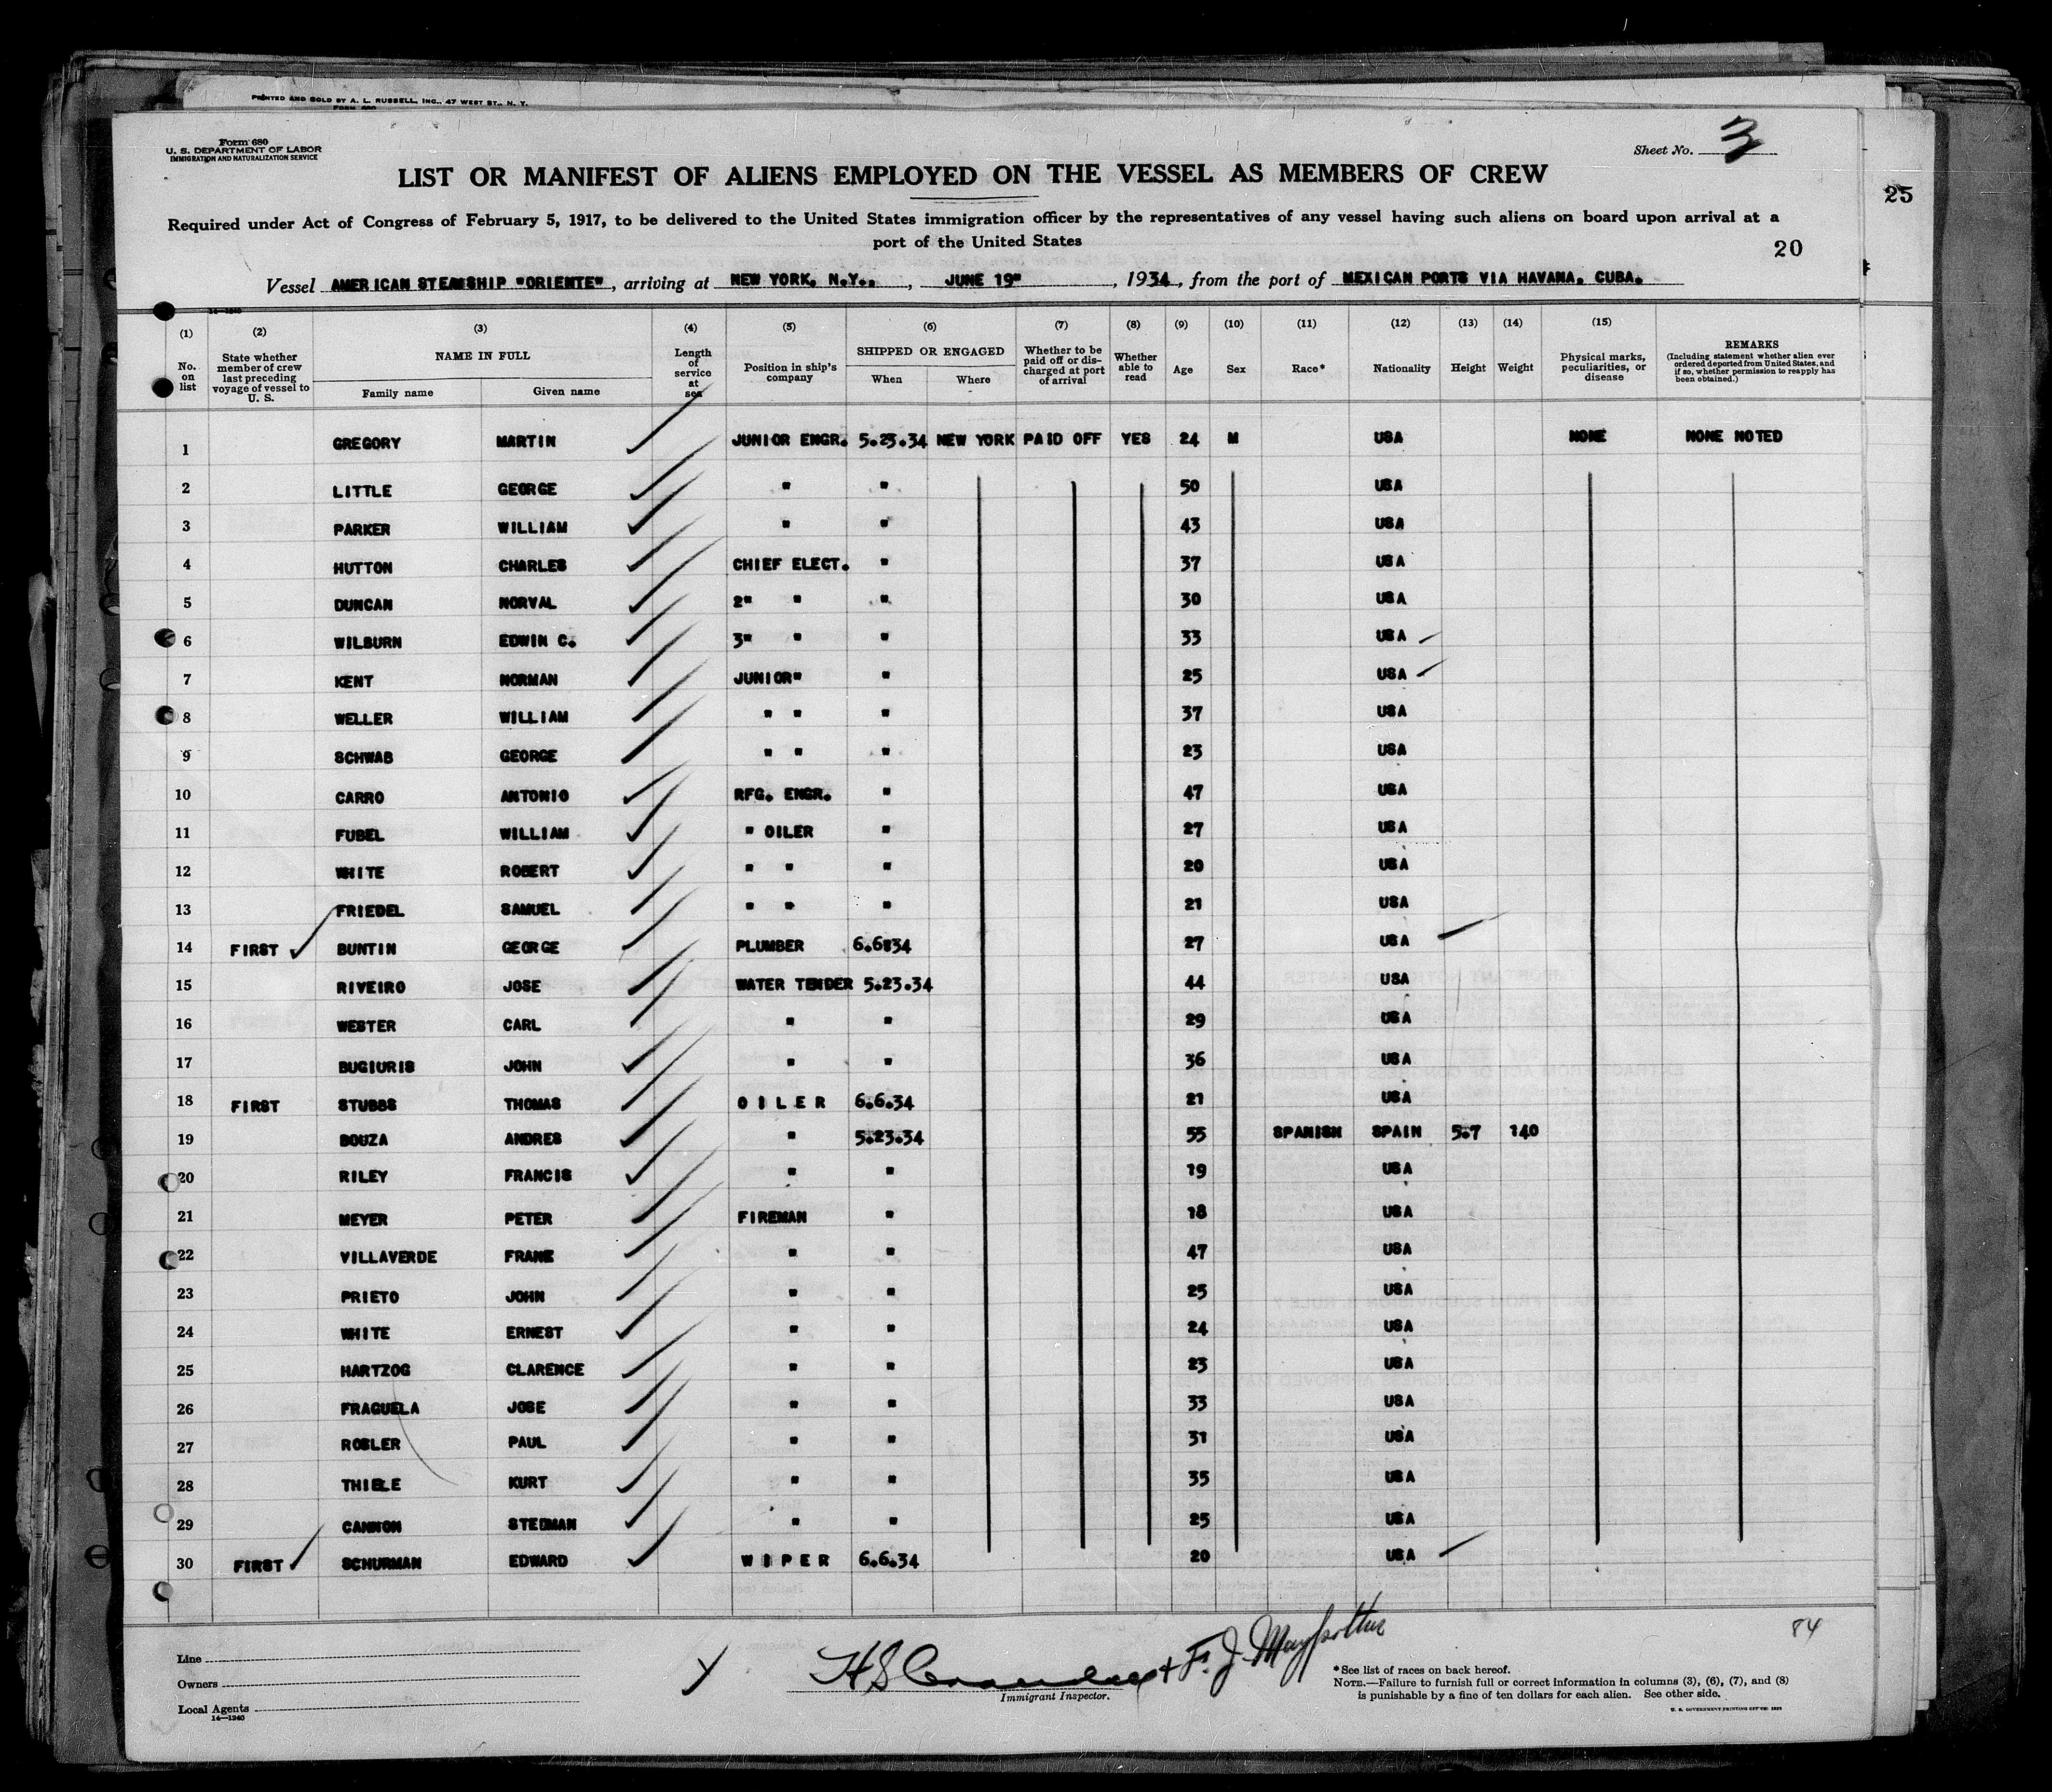 PRINTED AND SOLD BY A. L. RUSSELL, INC., 47 WEST ST., N. Y.
FORM 680
Form 680
U. S. DEPARTMENT OF LABOR
IMMIGRATION AND NATURALIZATION SERVICE
Sheet No. 3
LIST OR MANIFEST OF ALIENS EMPLOYED ON THE VESSEL AS MEMBERS OF CREW
25
Required under Act of Congress of February 5, 1917, to be delivered to the United States immigration officer by the representatives of any vessel having such aliens on board upon arrival at a
port of the United States
20
Vessel AMERICAN STEAMSHIP "ORIENTE", arriving at NEW YORK. N.Y., , JUNE 19" , 1934, from the port of MEXICAN PORTS VIA HAVANA. CUBA.
14-1240
(1) (2) (3) (4) (5) (6) (7) (8) (9) (10) (11) (12) (13) (14) (15)
No. on list State whether member of crew last preceding voyage of vessel to U. S. NAME IN FULL Family name Given name Length of service at sea Position in ship's company SHIPPED OR ENGAGED When Where Whether to be paid off or discharged at port of arrival Whether able to read Age Sex Race* Nationality Height Weight Physical marks, peculiarities, or disease REMARKS (Including statement whether alien ever ordered deported from United States, and if so, whether permission to reapply has been obtained.)
1 GREGORY MARTIN JUNIOR ENGR. 5.23.34 NEW YORK PAID OFF YES 24 M USA NONE NONE NOTED
2 LITTLE GEORGE " " 50 USA
3 PARKER WILLIAM " " 43 USA
4 HUTTON CHARLES CHIEF ELECT. " 37 USA
5 DUNCAN NORVAL 2" " " 30 USA
6 WILBURN EDWIN C. 3" " " 33 USA
7 KENT NORMAN JUNIOR" " 25 USA
8 WELLER WILLIAM " " " 37 USA
9 SCHWAB GEORGE " " " 23 USA
10 CARRO ANTONIO RFG. ENGR. " 47 USA
11 FUBEL WILLIAM " OILER " 27 USA
12 WHITE ROBERT " " " 20 USA
13 FRIEDEL SAMUEL " " " 21 USA
14 FIRST BUNTIN GEORGE PLUMBER 6.6.34 27 USA
15 RIVEIRO JOSE WATER TENDER 5.23.34 44 USA
16 WESTER CARL " " 29 USA
17 BUGIURIS JOHN " " 36 USA
18 FIRST STUBBS THOMAS O I L E R 6.6.34 21 USA
19 BOUZA ANDRES " 5.23.34 55 SPANISH SPAIN 5.7 140
20 RILEY FRANCIS " " 19 USA
21 MEYER PETER FIREMAN " 18 USA
22 VILLAVERDE FRANK " " 47 USA
23 PRIETO JOHN " " 25 USA
24 WHITE ERNEST " " 24 USA
25 HARTZOG CLARENCE " " 23 USA
26 FRAGUELA JOSE " " 33 USA
27 ROSLER PAUL " " 31 USA
28 THIELE KURT " " 35 USA
29 CANNON STEDMAN " " 25 USA
30 FIRST SCHURMAN EDWARD W I P E R 6.6.34 20 USA
84
Line
Owners
Local Agents
14-1240
Immigrant Inspector.
*See list of races on back hereof.
NOTE.—Failure to furnish full or correct information in columns (3), (6), (7), and (8)
is punishable by a fine of ten dollars for each alien. See other side.
U. S. GOVERNMENT PRINTING OFFICE: